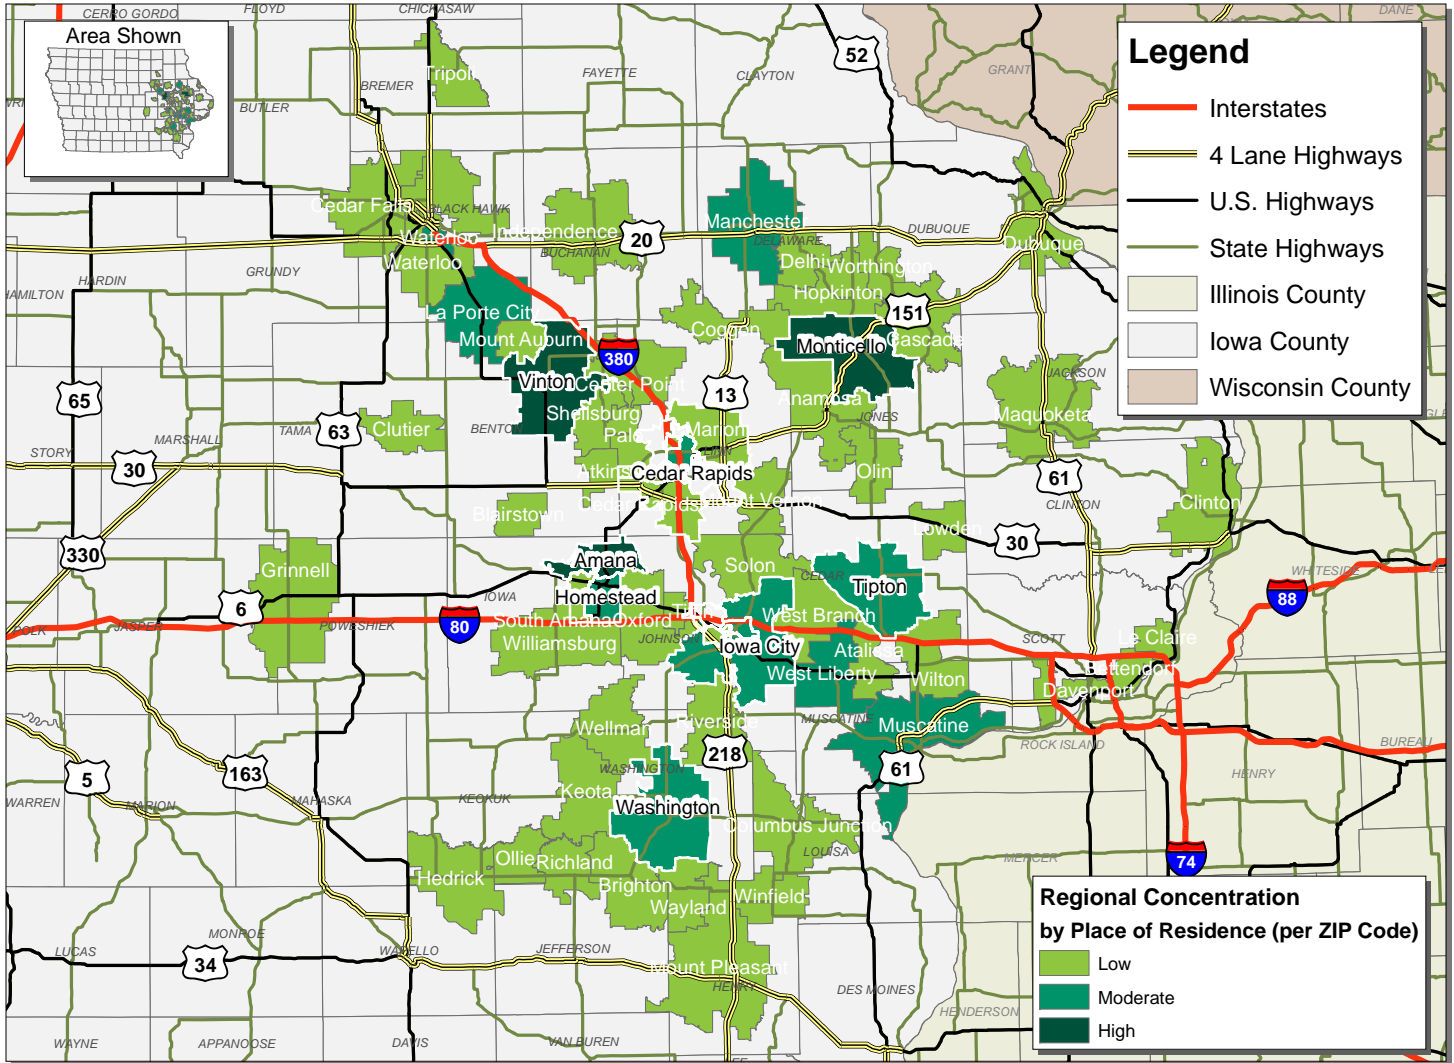 CERRO GORDO
FLOYD
CHICKASAW
DANE
Area Shown
52
Legend
Interstates
4 Lane Highways
U.S. Highways
State Highways
Illinois County
Iowa County
Wisconsin County
Tripoli
FAYETTE
CLAYTON
GRANT
BREMER
BUTLER
Cedar Falls
BLACK HAWK
Independence
Manchester
DUBUQUE
Waterloo
20
DELAWARE
Dubuque
Waterloo
BUCHANAN
Delhi
Worthington
GRUNDY
HARDIN
HAMILTON
Hopkinton
La Porte City
151
Coggon
Mount Auburn
Monticello
Cascade
380
Vinton
Center Point
JACKSON
65
13
Anamosa
Shellsburg
JONES
Maquoketa
63
Clutier
TAMA
BENTON
Palo
Marion
MARSHALL
STORY
LINN
30
Atkins
Cedar Rapids
Olin
61
Blairstown
Cedar Rapids
Mount Vernon
CLINTON
Clinton
Lowden
30
330
Amana
Solon
CEDAR
Tipton
WHITESIDE
Grinnell
Homestead
88
6
IOWA
80
POLK
JASPER
POWESHIEK
South Amana
Oxford
Tiffin
West Branch
Williamsburg
JOHNSON
Iowa City
Atalissa
SCOTT
Le Claire
West Liberty
Wilton
Bettendorf
Davenport
Wellman
Riverside
MUSCATINE
Muscatine
ROCK ISLAND
BUREAU
218
61
5
163
WASHINGTON
HENRY
Keota
WARREN
MARION
MAHASKA
KEOKUK
Washington
Columbus Junction
LOUISA
MERCER
74
Ollie
Richland
Hedrick
Brighton
Wayland
Winfield
Regional Concentration
by Place of Residence (per ZIP Code)
Low
Moderate
High
LUCAS
MONROE
34
WAPELLO
JEFFERSON
Mount Pleasant
HENRY
DES MOINES
HENDERSON
WAYNE
APPANOOSE
DAVIS
VAN BUREN